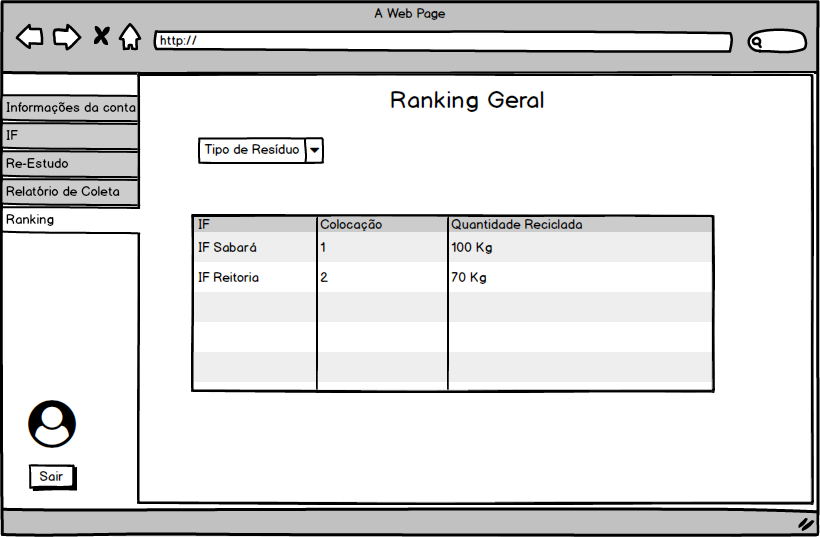 A Web Page
http://
Informações da conta
IF
Re-Estudo
Relatório de Coleta
Ranking
Sair
Ranking Geral
Tipo de Resíduo
IF Colocação Quantidade Reciclada
IF Sabará 1 100 Kg
IF Reitoria 2 70 Kg